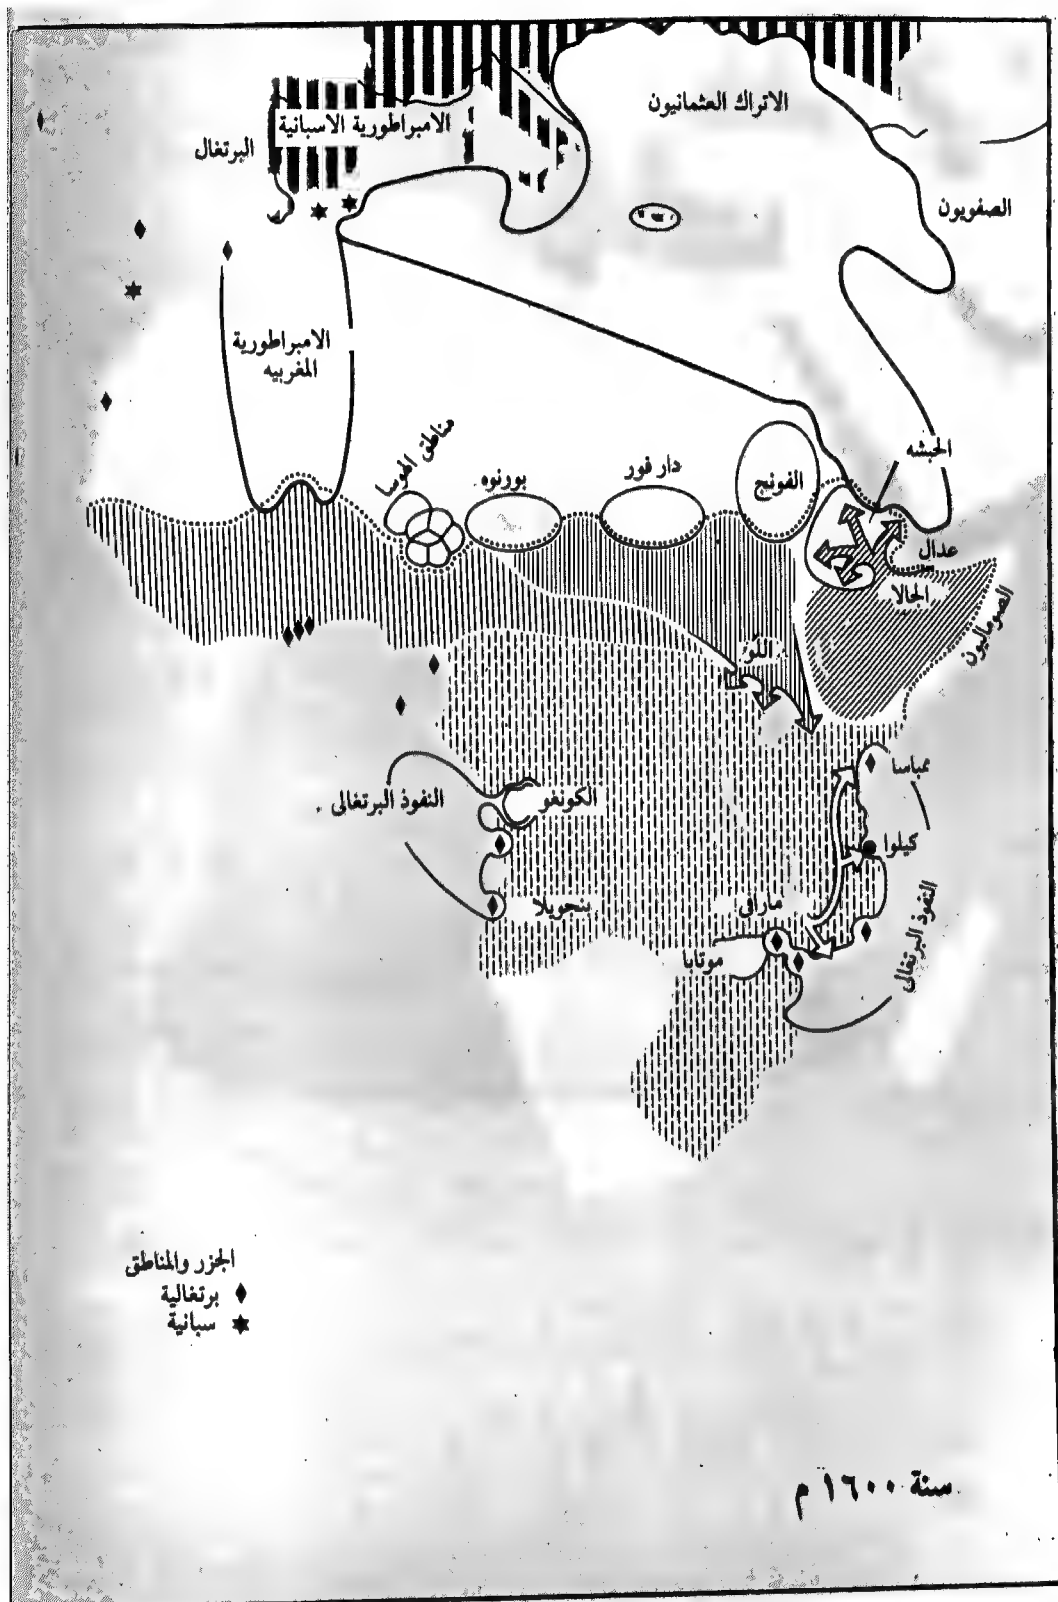 الاتراك العثمانيون
الامبراطورية الاسبانية
البرتغال
الصفويون
الامبراطورية
المغربيه
مناطق الهوسا
بورنوه
دار فور
الفونج
الحبشه
عدال
الجالا
الصوماليون
اللو
ممباسا
النفوذ البرتغالى
الكونغو
كيلوا
بنجويلا
مارافى
موتابا
النفوذ البرتغالى
الجزر والمناطق
برتغالية
سبانية
سنة ١٦٠٠ م